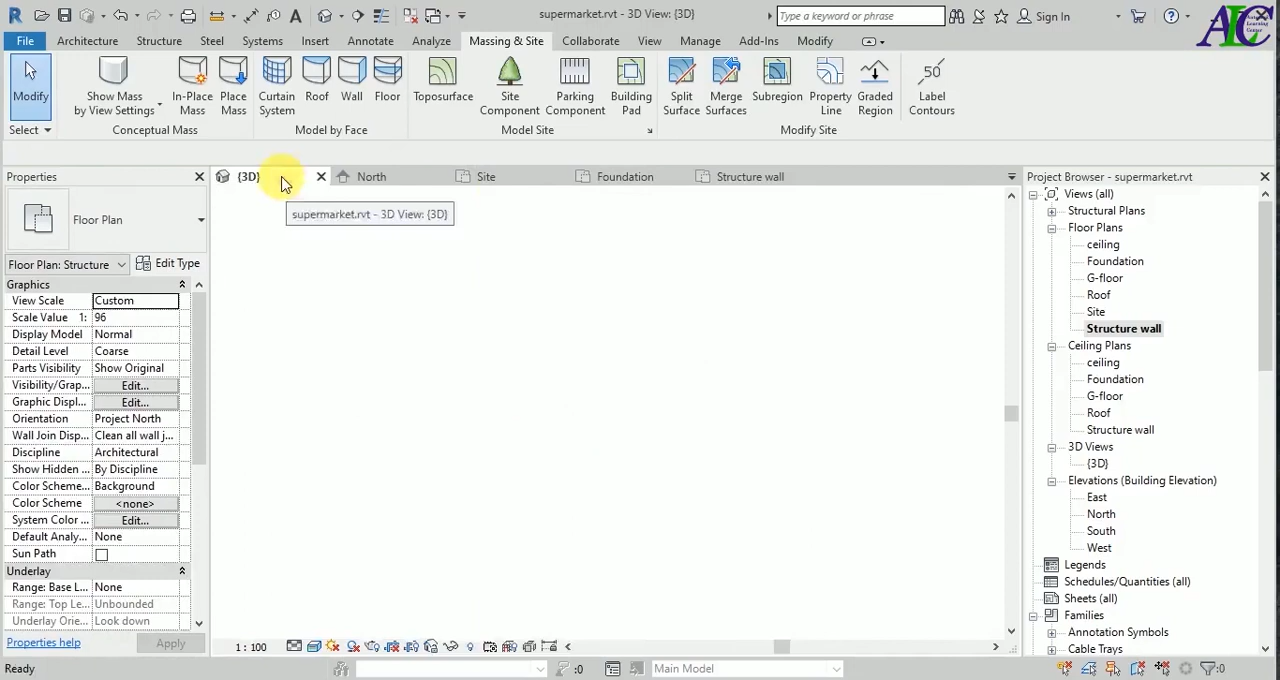 supermarket.rvt - 3D View: {3D}
Type a keyword or phrase
Sign In
ALC
File Architecture Structure Steel Systems Insert Annotate Analyze Massing & Site Collaborate View Manage Add-Ins Modify
Modify
Show Mass
by View Settings
In-Place
Mass
Place
Mass
Curtain
System
Roof
Wall
Floor
Toposurface
Site
Component
Parking
Component
Building
Pad
Split
Surface
Merge
Surfaces
Subregion
Property
Line
Graded
Region
50
Label
Contours
Select
Conceptual Mass
Model by Face
Model Site
Modify Site
Properties
Floor Plan
Floor Plan: Structure
Edit Type
Graphics
View Scale Custom
Scale Value 1: 96
Display Model Normal
Detail Level Coarse
Parts Visibility Show Original
Visibility/Grap... Edit...
Graphic Displ... Edit...
Orientation Project North
Wall Join Disp... Clean all wall j...
Discipline Architectural
Show Hidden ... By Discipline
Color Scheme... Background
Color Scheme <none>
System Color ... Edit...
Default Analy... None
Sun Path
Underlay
Range: Base L... None
Range: Top Le... Unbounded
Underlay Orie... Look down
Properties help
Apply
{3D}
North
Site
Foundation
Structure wall
supermarket.rvt - 3D View: {3D}
1 : 100
Project Browser - supermarket.rvt
Views (all)
Structural Plans
Floor Plans
ceiling
Foundation
G-floor
Roof
Site
Structure wall
Ceiling Plans
ceiling
Foundation
G-floor
Roof
Structure wall
3D Views
{3D}
Elevations (Building Elevation)
East
North
South
West
Legends
Schedules/Quantities (all)
Sheets (all)
Families
Annotation Symbols
Cable Trays
Ready
:0
Main Model
:0